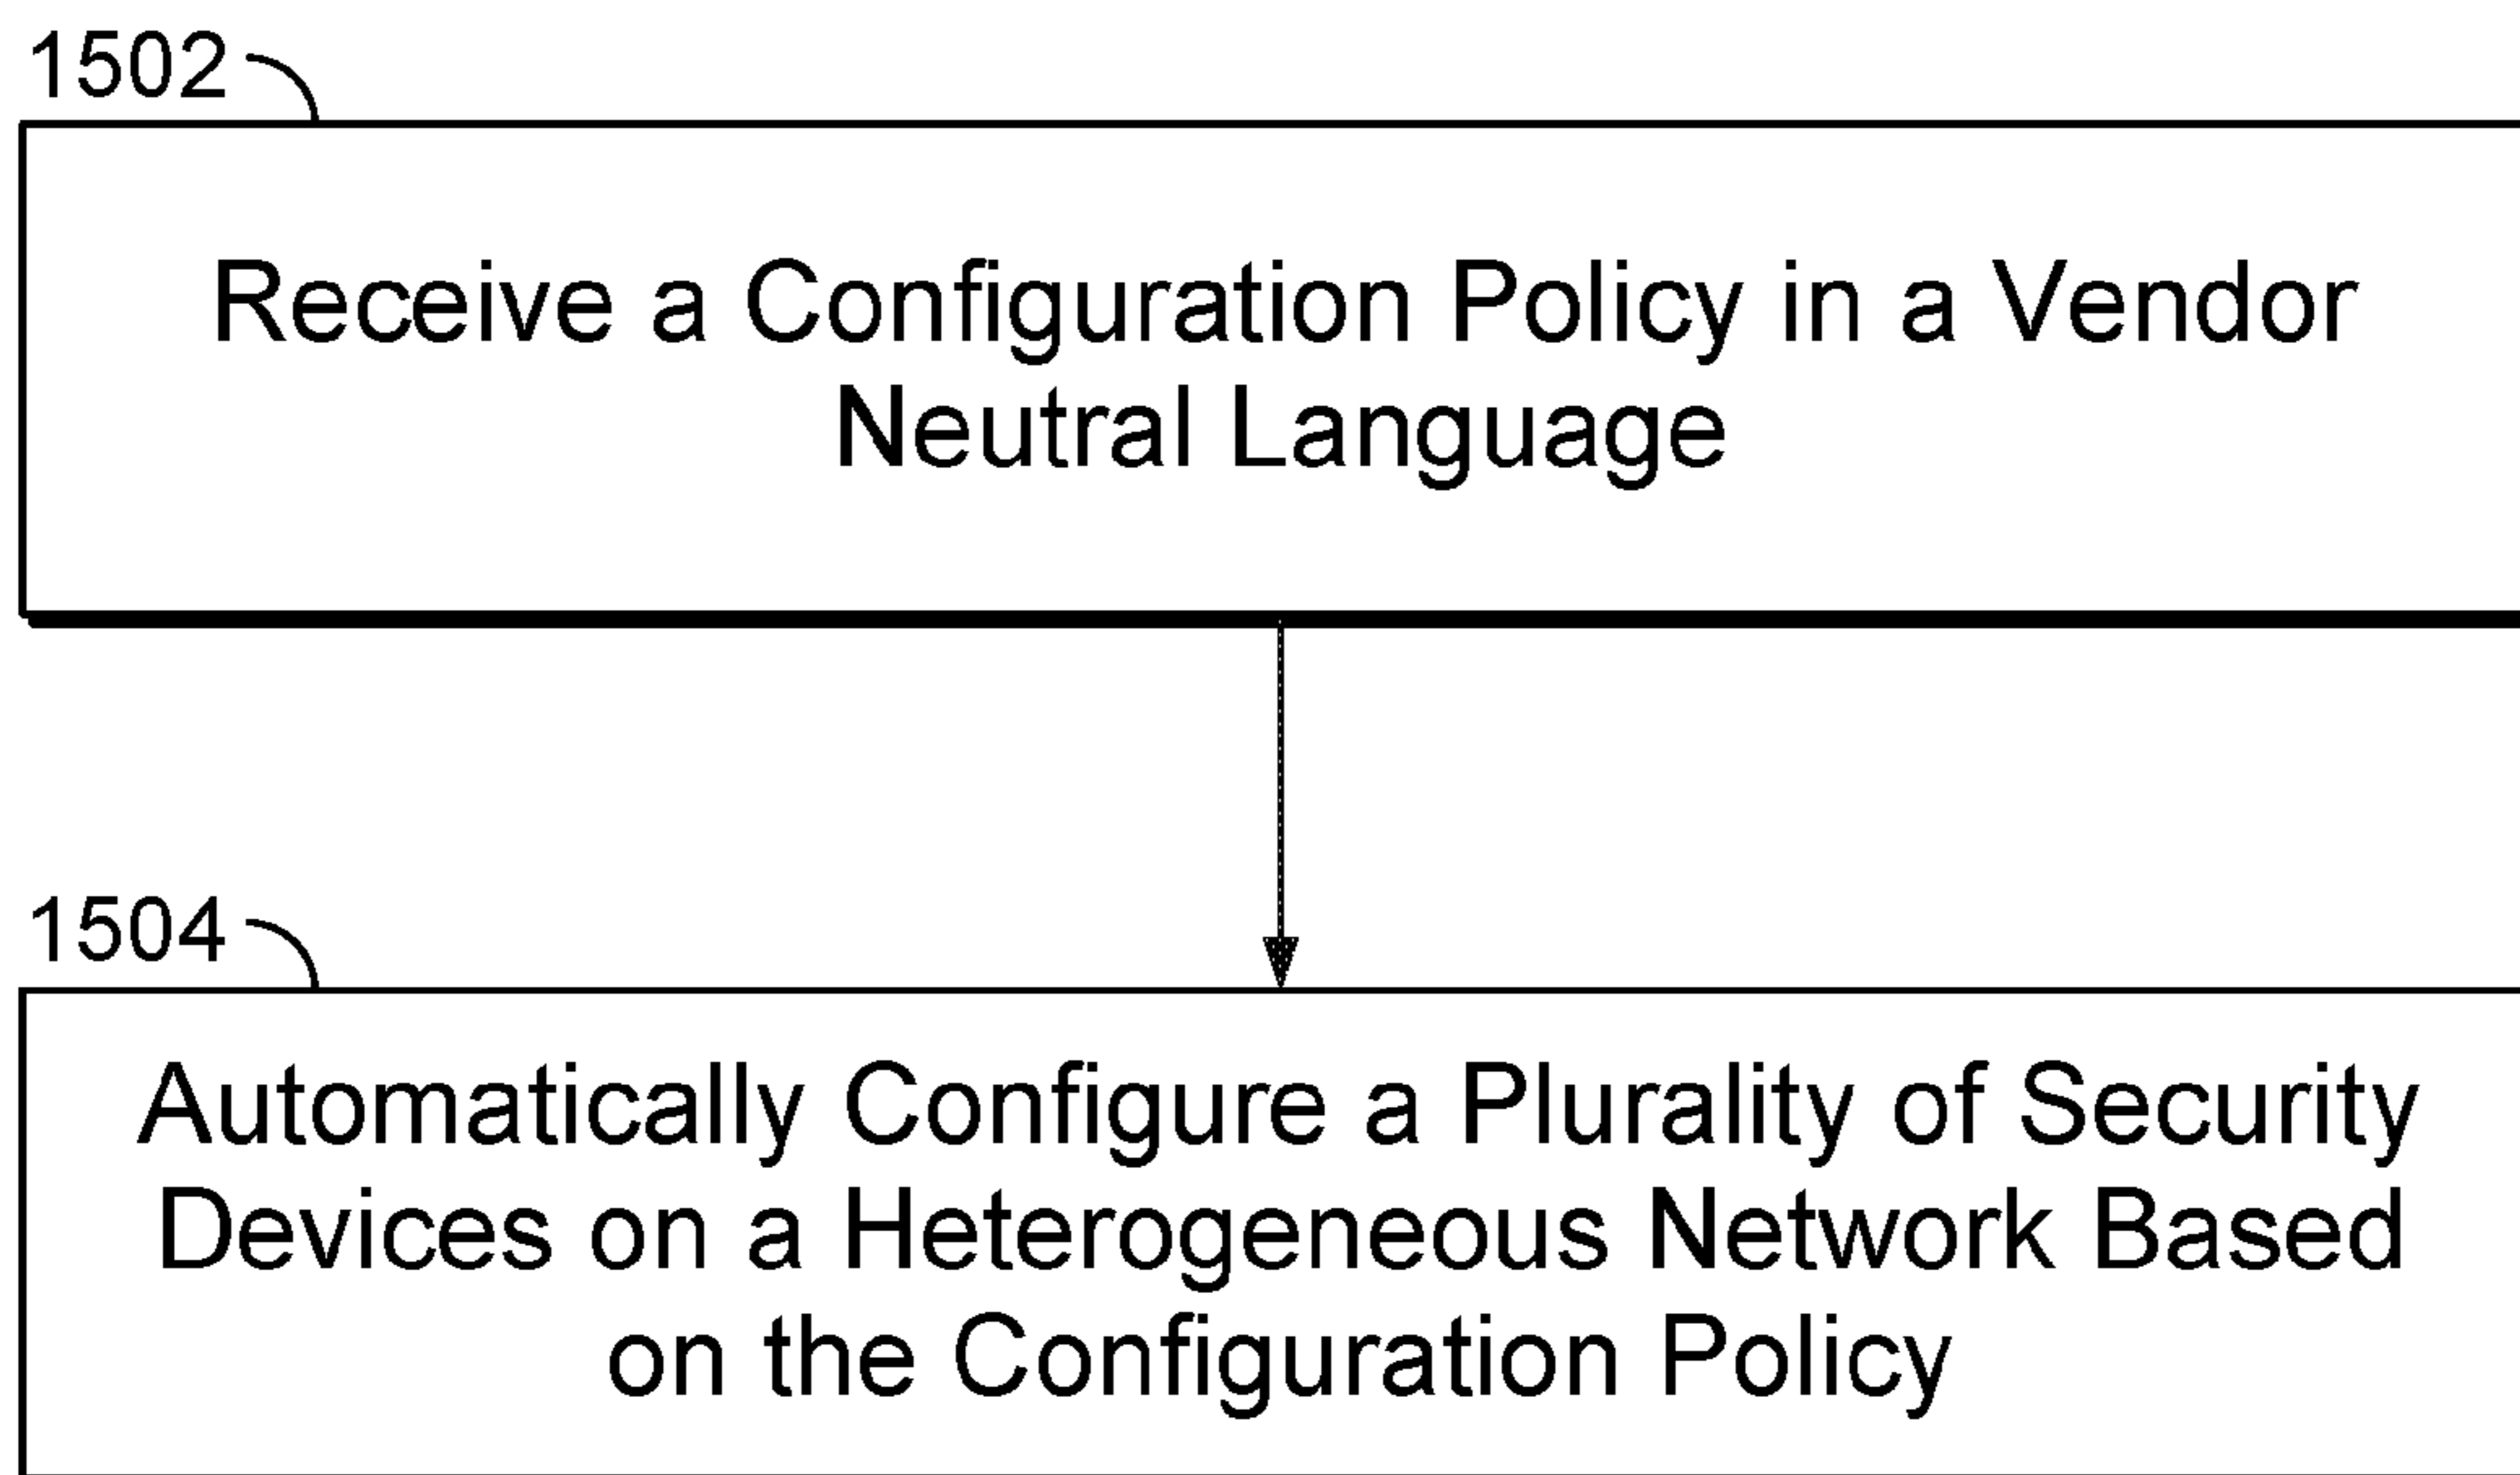 1502
Receive a Configuration Policy in a Vendor
Neutral Language
1504
Automatically Configure a Plurality of Security
Devices on a Heterogeneous Network Based
on the Configuration Policy